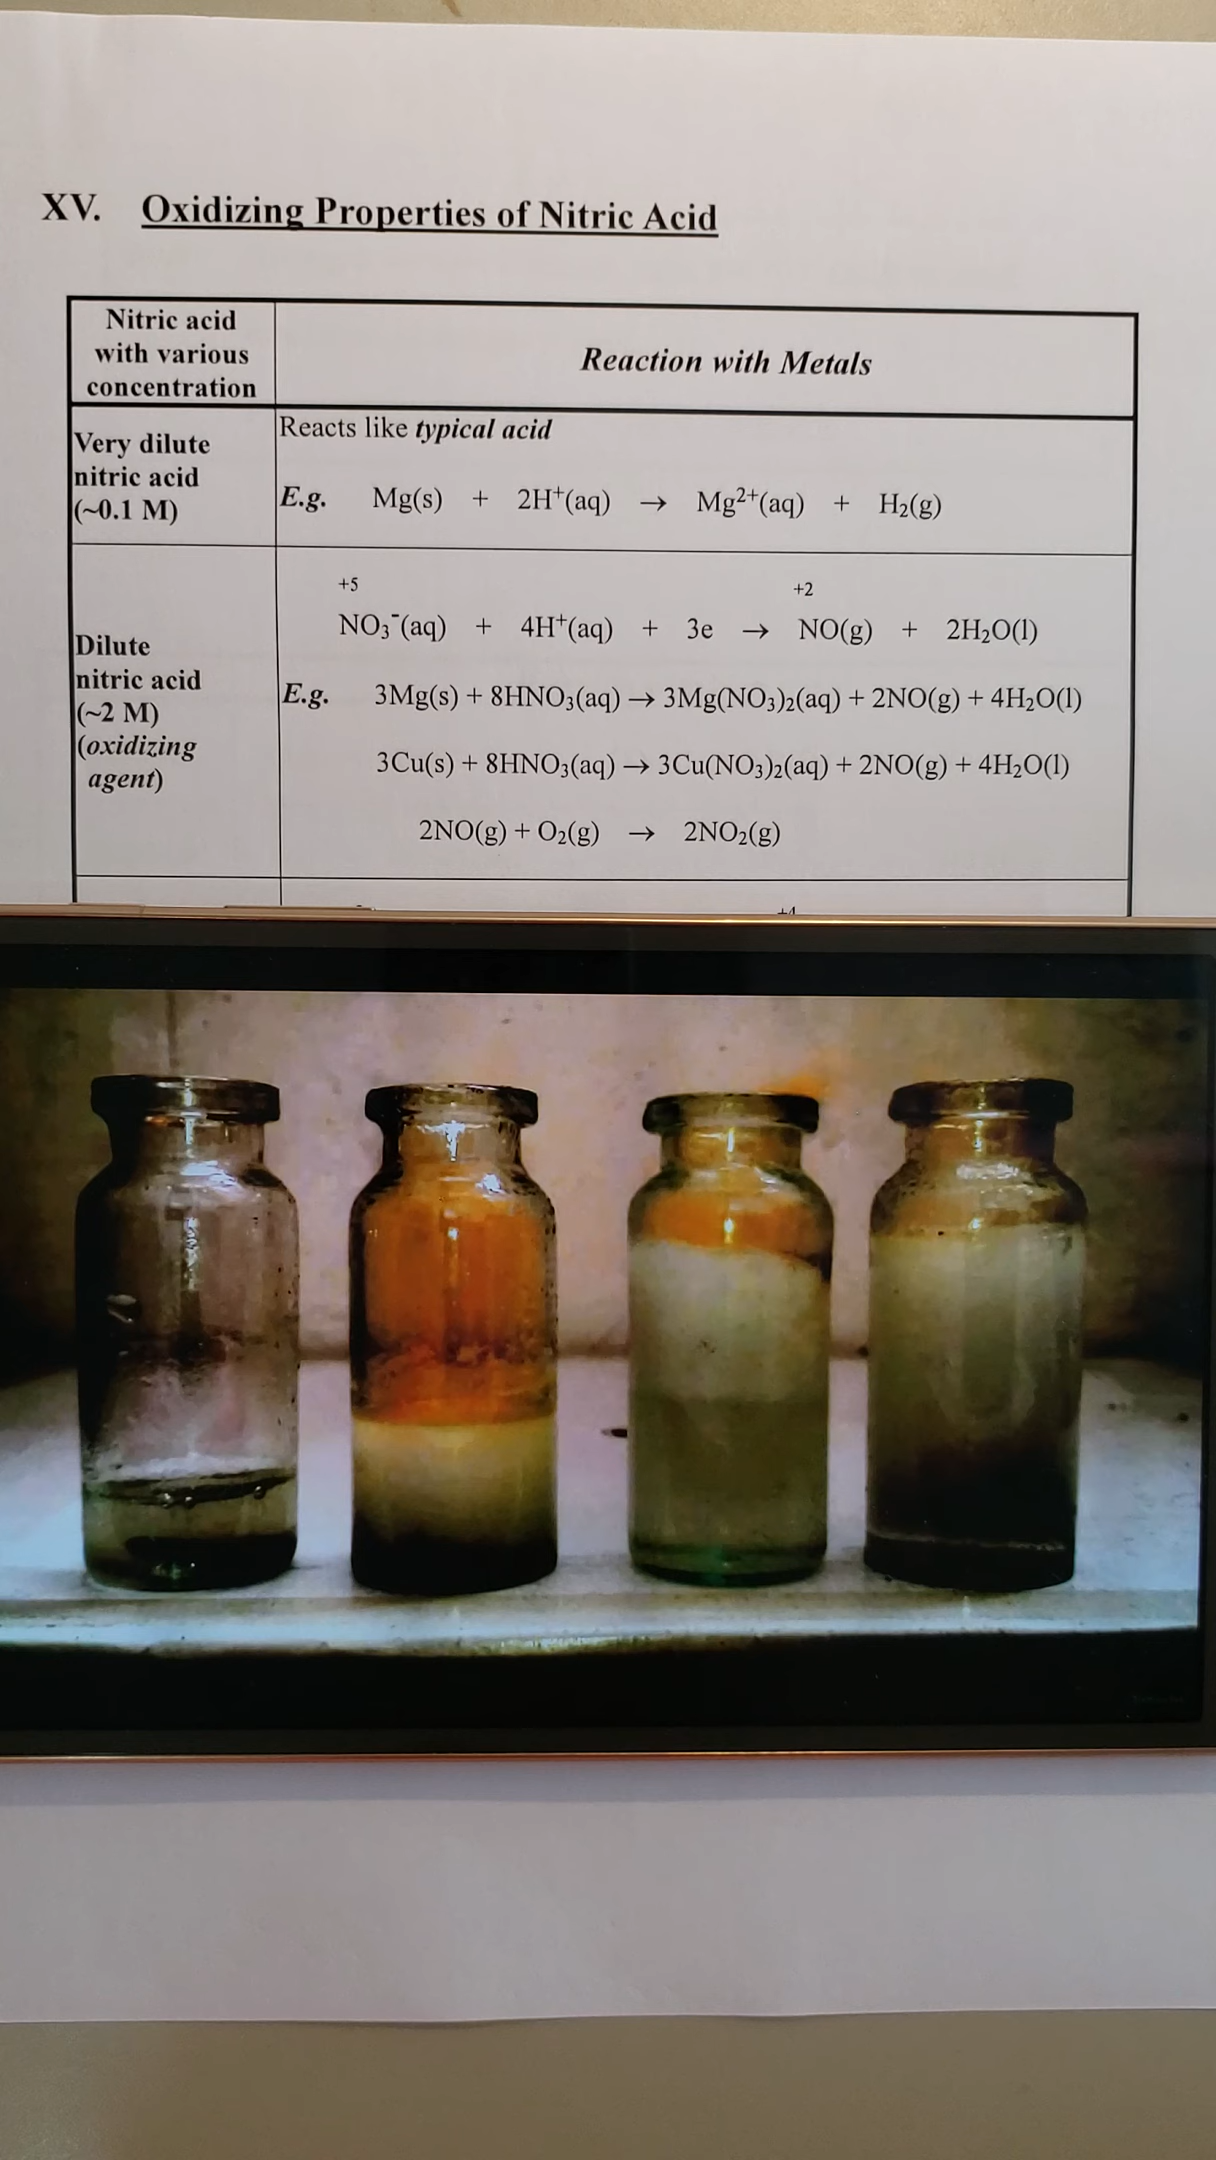 XV. Oxidizing Properties of Nitric Acid
Nitric acid
with various
concentration
Reaction with Metals
Very dilute
nitric acid
(~0.1 M)
Reacts like typical acid
E.g. Mg(s) + 2H⁺(aq) → Mg²⁺(aq) + H₂(g)
Dilute
nitric acid
(~2 M)
(oxidizing
agent)
+5 +2
NO₃⁻(aq) + 4H⁺(aq) + 3e → NO(g) + 2H₂O(l)
E.g. 3Mg(s) + 8HNO₃(aq) → 3Mg(NO₃)₂(aq) + 2NO(g) + 4H₂O(l)
3Cu(s) + 8HNO₃(aq) → 3Cu(NO₃)₂(aq) + 2NO(g) + 4H₂O(l)
2NO(g) + O₂(g) → 2NO₂(g)
+4